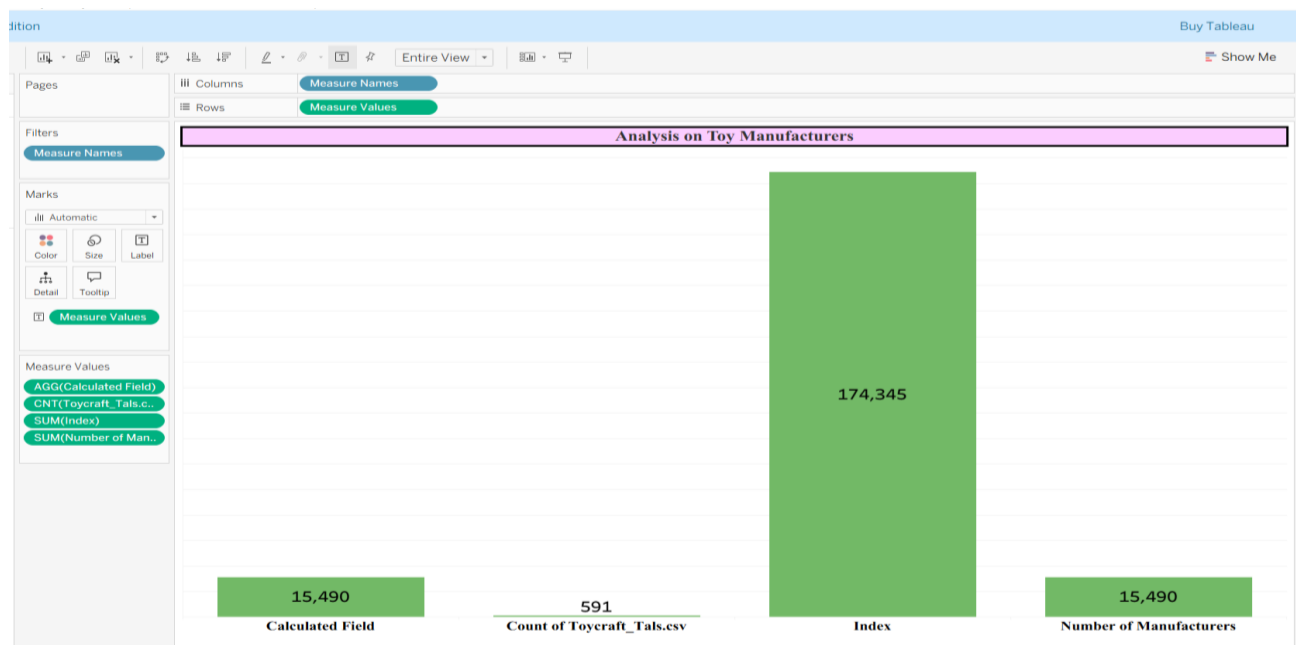 dition
Buy Tableau
Entire View
Show Me
Pages
Columns
Measure Names
Rows
Measure Values
Filters
Measure Names
Marks
Automatic
Color
Size
Label
Detail
Tooltip
Measure Values
Measure Values
AGG(Calculated Field)
CNT(Toycraft_Tals.c..
SUM(Index)
SUM(Number of Man..
Analysis on Toy Manufacturers
174,345
15,490
591
15,490
Calculated Field
Count of Toycraft_Tals.csv
Index
Number of Manufacturers